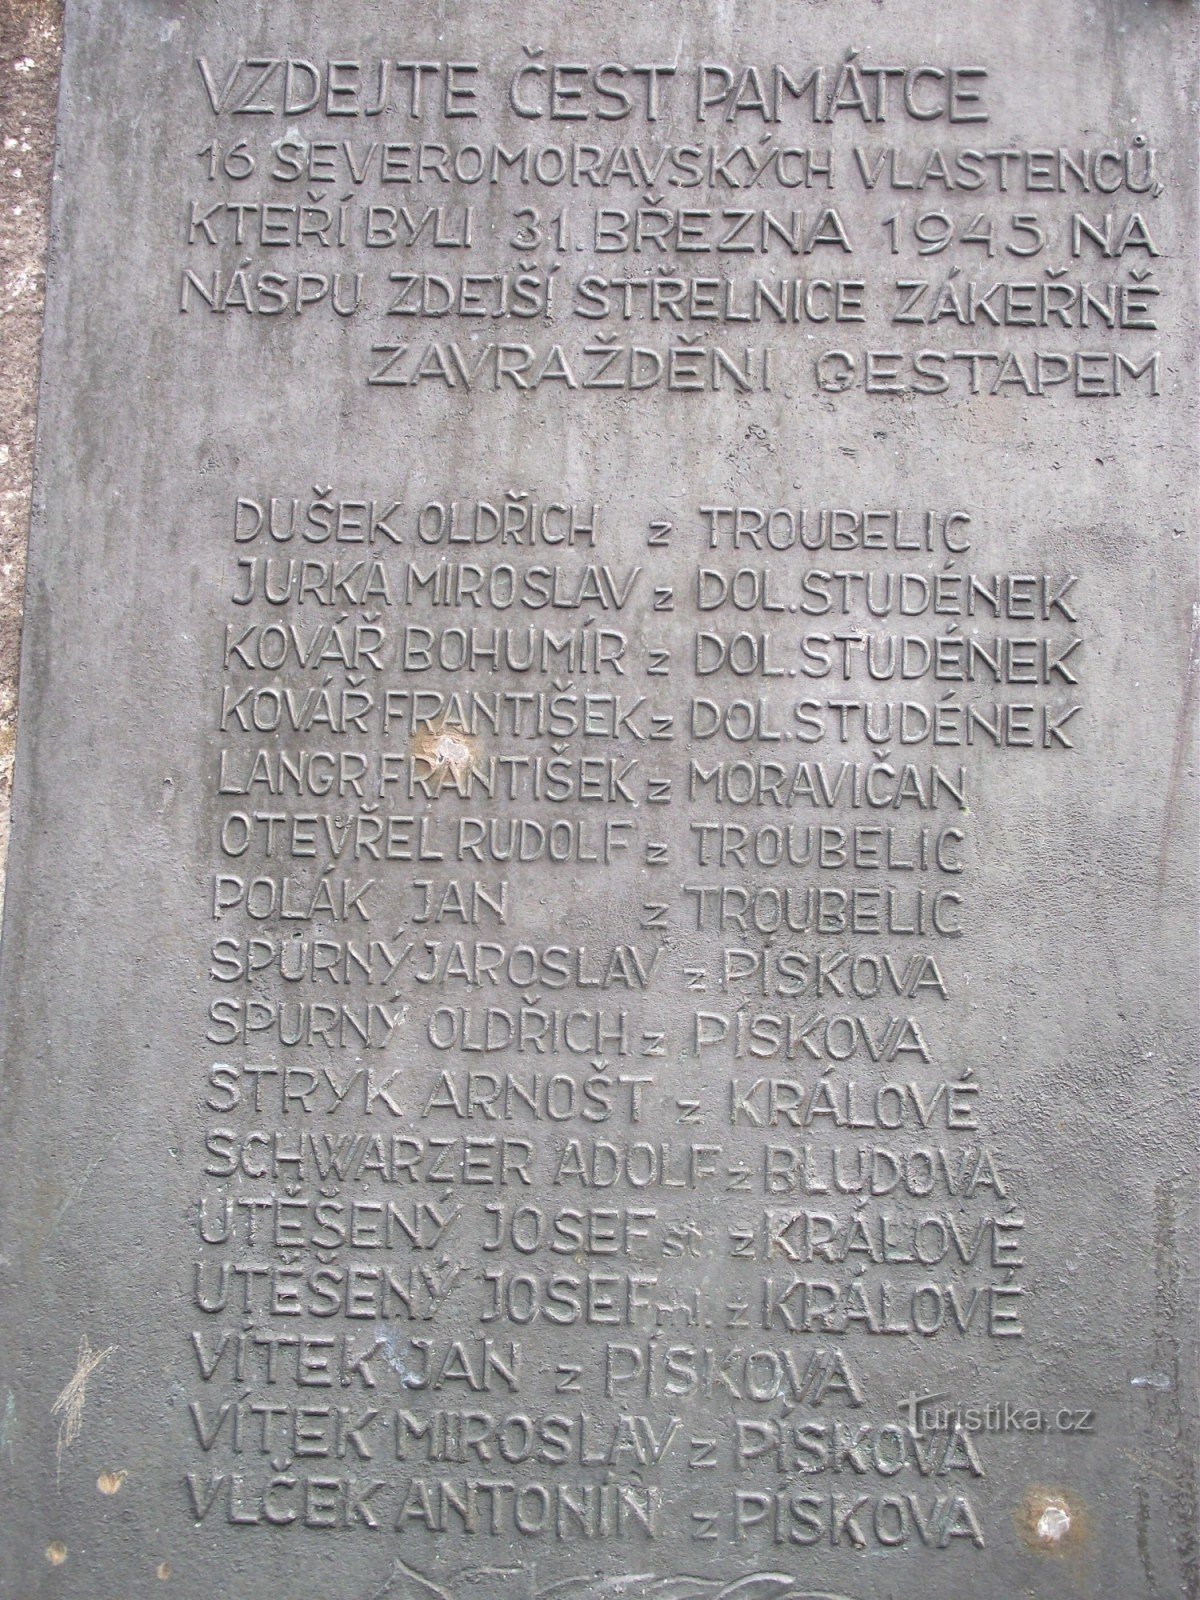 VZDEJTE ČEST PAMÁTCE
16 SEVEROMORAVSKÝCH VLASTENCŮ,
KTEŘÍ BYLI 31. BŘEZNA 1945 NA
NÁSPU ZDEJŠÍ STŘELNICE ZÁKEŘNĚ
ZAVRAŽDĚNI GESTAPEM
DUŠEK OLDŘICH z TROUBELIC
JURKA MIROSLAV z DOL. STUDÉNEK
KOVÁŘ BOHUMÍR z DOL. STUDÉNEK
KOVÁŘ FRANTIŠEK z DOL. STUDÉNEK
LANGR FRANTIŠEK z MORAVIČAN
OTEVŘEL RUDOLF z TROUBELIC
POLÁK JAN z TROUBELIC
SPURNÝ JAROSLAV z PÍSKOVA
SPURNÝ OLDŘICH z PÍSKOVA
STRYK ARNOŠT z KRÁLOVÉ
SCHWARZER ADOLF z BLUDOVA
UTĚŠENÝ JOSEF st. z KRÁLOVÉ
UTĚŠENÝ JOSEF ml. z KRÁLOVÉ
VÍTEK JAN z PÍSKOVA
VÍTEK MIROSLAV z PÍSKOVA
VLČEK ANTONÍN z PÍSKOVA
Turistika.cz